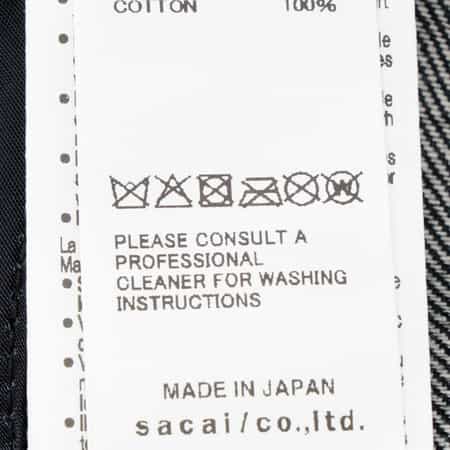 COTTON 100%
PLEASE CONSULT A
PROFESSIONAL
CLEANER FOR WASHING
INSTRUCTIONS
MADE IN JAPAN
sacai/co.,ltd.